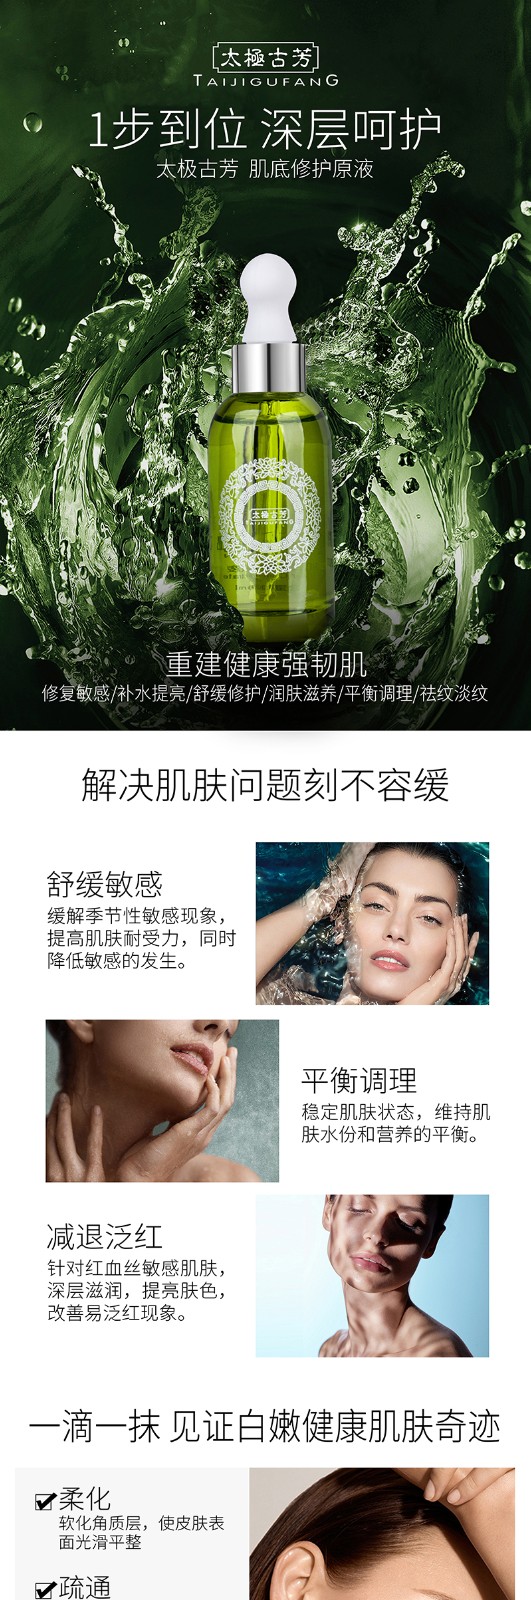 太極古芳
TAIJIGUFANG
1步到位 深层呵护
太极古芳 肌底修护原液
太極古芳
TAIJIGUFANG
重建健康强韧肌
修复敏感/补水提亮/舒缓修护/润肤滋养/平衡调理/祛纹淡纹
解决肌肤问题刻不容缓
舒缓敏感
缓解季节性敏感现象，
提高肌肤耐受力，同时
降低敏感的发生。
平衡调理
稳定肌肤状态，维持肌
肤水份和营养的平衡。
减退泛红
针对红血丝敏感肌肤，
深层滋润，提亮肤色，
改善易泛红现象。
一滴一抹 见证白嫩健康肌肤奇迹
柔化
软化角质层，使皮肤表
面光滑平整
疏通